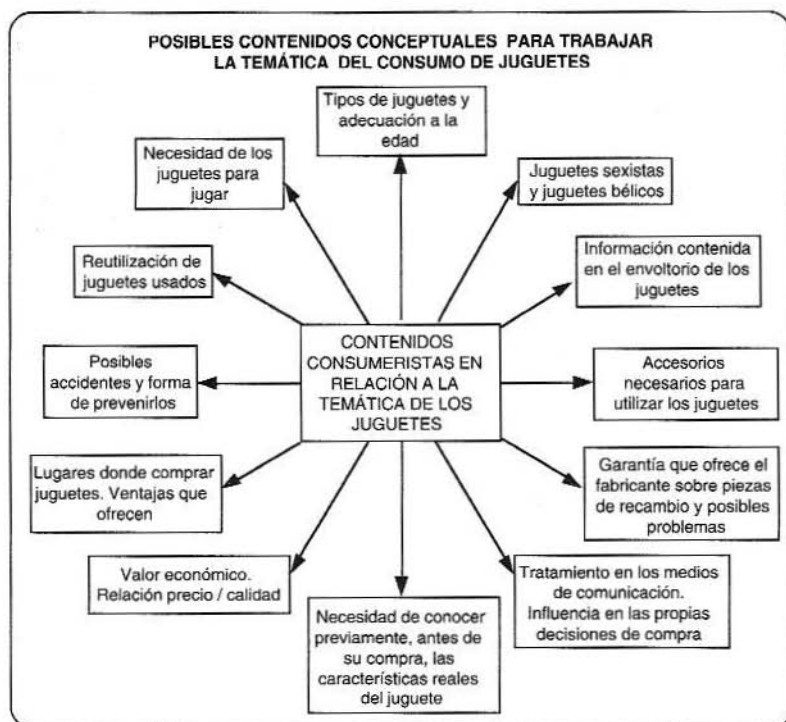 POSIBLES CONTENIDOS CONCEPTUALES PARA TRABAJAR
LA TEMÁTICA DEL CONSUMO DE JUGUETES
Tipos de juguetes y
adecuación a la
edad
Necesidad de los
juguetes para
jugar
Juguetes sexistas
y juguetes bélicos
Reutilización de
juguetes usados
Información contenida
en el envoltorio de los
juguetes
CONTENIDOS
CONSUMERISTAS EN
RELACIÓN A LA
TEMÁTICA DE LOS
JUGUETES
Posibles
accidentes y forma
de prevenirlos
Accesorios
necesarios para
utilizar los juguetes
Lugares donde comprar
juguetes. Ventajas que
ofrecen
Garantía que ofrece el
fabricante sobre piezas
de recambio y posibles
problemas
Valor económico.
Relación precio / calidad
Necesidad de conocer
previamente, antes de
su compra, las
características reales
del juguete
Tratamiento en los medios
de comunicación.
Influencia en las propias
decisiones de compra